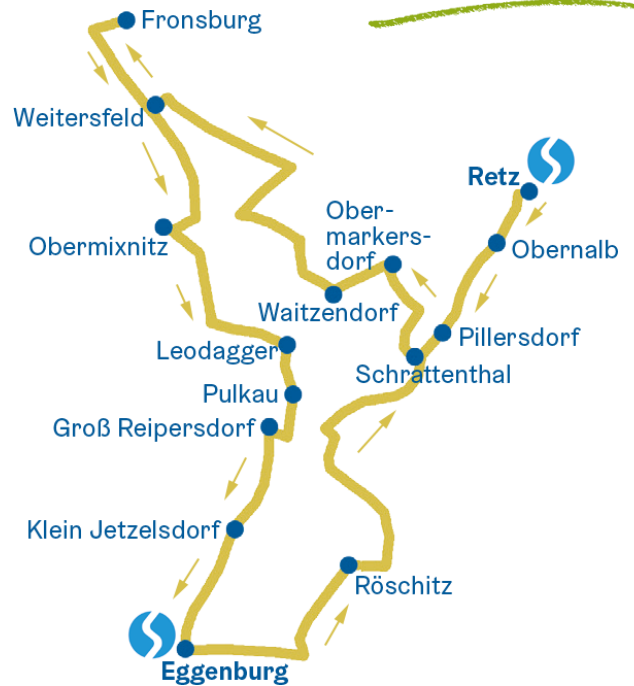 Fronsburg
Weitersfeld
Retz
Ober-
markers-
dorf
Obermixnitz
Obernalb
Waitzendorf
Pillersdorf
Leodagger
Schrattenthal
Pulkau
Groß Reipersdorf
Klein Jetzelsdorf
Röschitz
Eggenburg